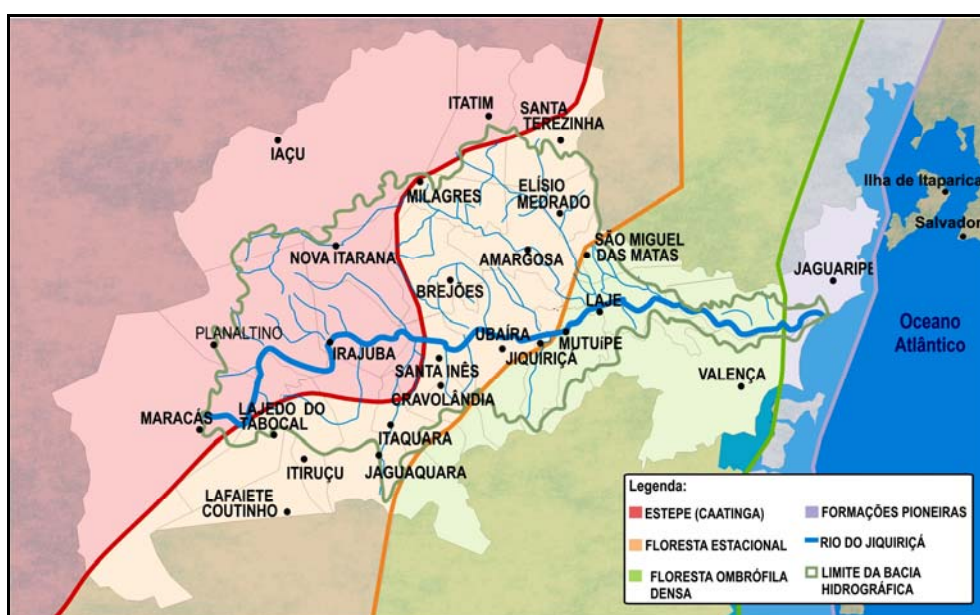 ITATIM
SANTA
TEREZINHA
IAÇU
MILAGRES
ELÍSIO
MEDRADO
Ilha de Itaparica
Salvador
SÃO MIGUEL
DAS MATAS
NOVA ITARANA
AMARGOSA
JAGUARIPE
BREJÕES
LAJE
PLANALTINO
IRAJUBA
UBAÍRA
MUTUÍPE
JIQUIRIÇÁ
Oceano
Atlântico
SANTA INÊS
CRAVOLÂNDIA
VALENÇA
MARACÁS
LAJEDO DO
TABOCAL
ITAQUARA
ITIRUÇU
JAGUAQUARA
LAFAIETE
COUTINHO
Legenda:
ESTEPE (CAATINGA)
FLORESTA ESTACIONAL
FLORESTA OMBRÓFILA
DENSA
FORMAÇÕES PIONEIRAS
RIO DO JIQUIRIÇÁ
LIMITE DA BACIA
HIDROGRÁFICA